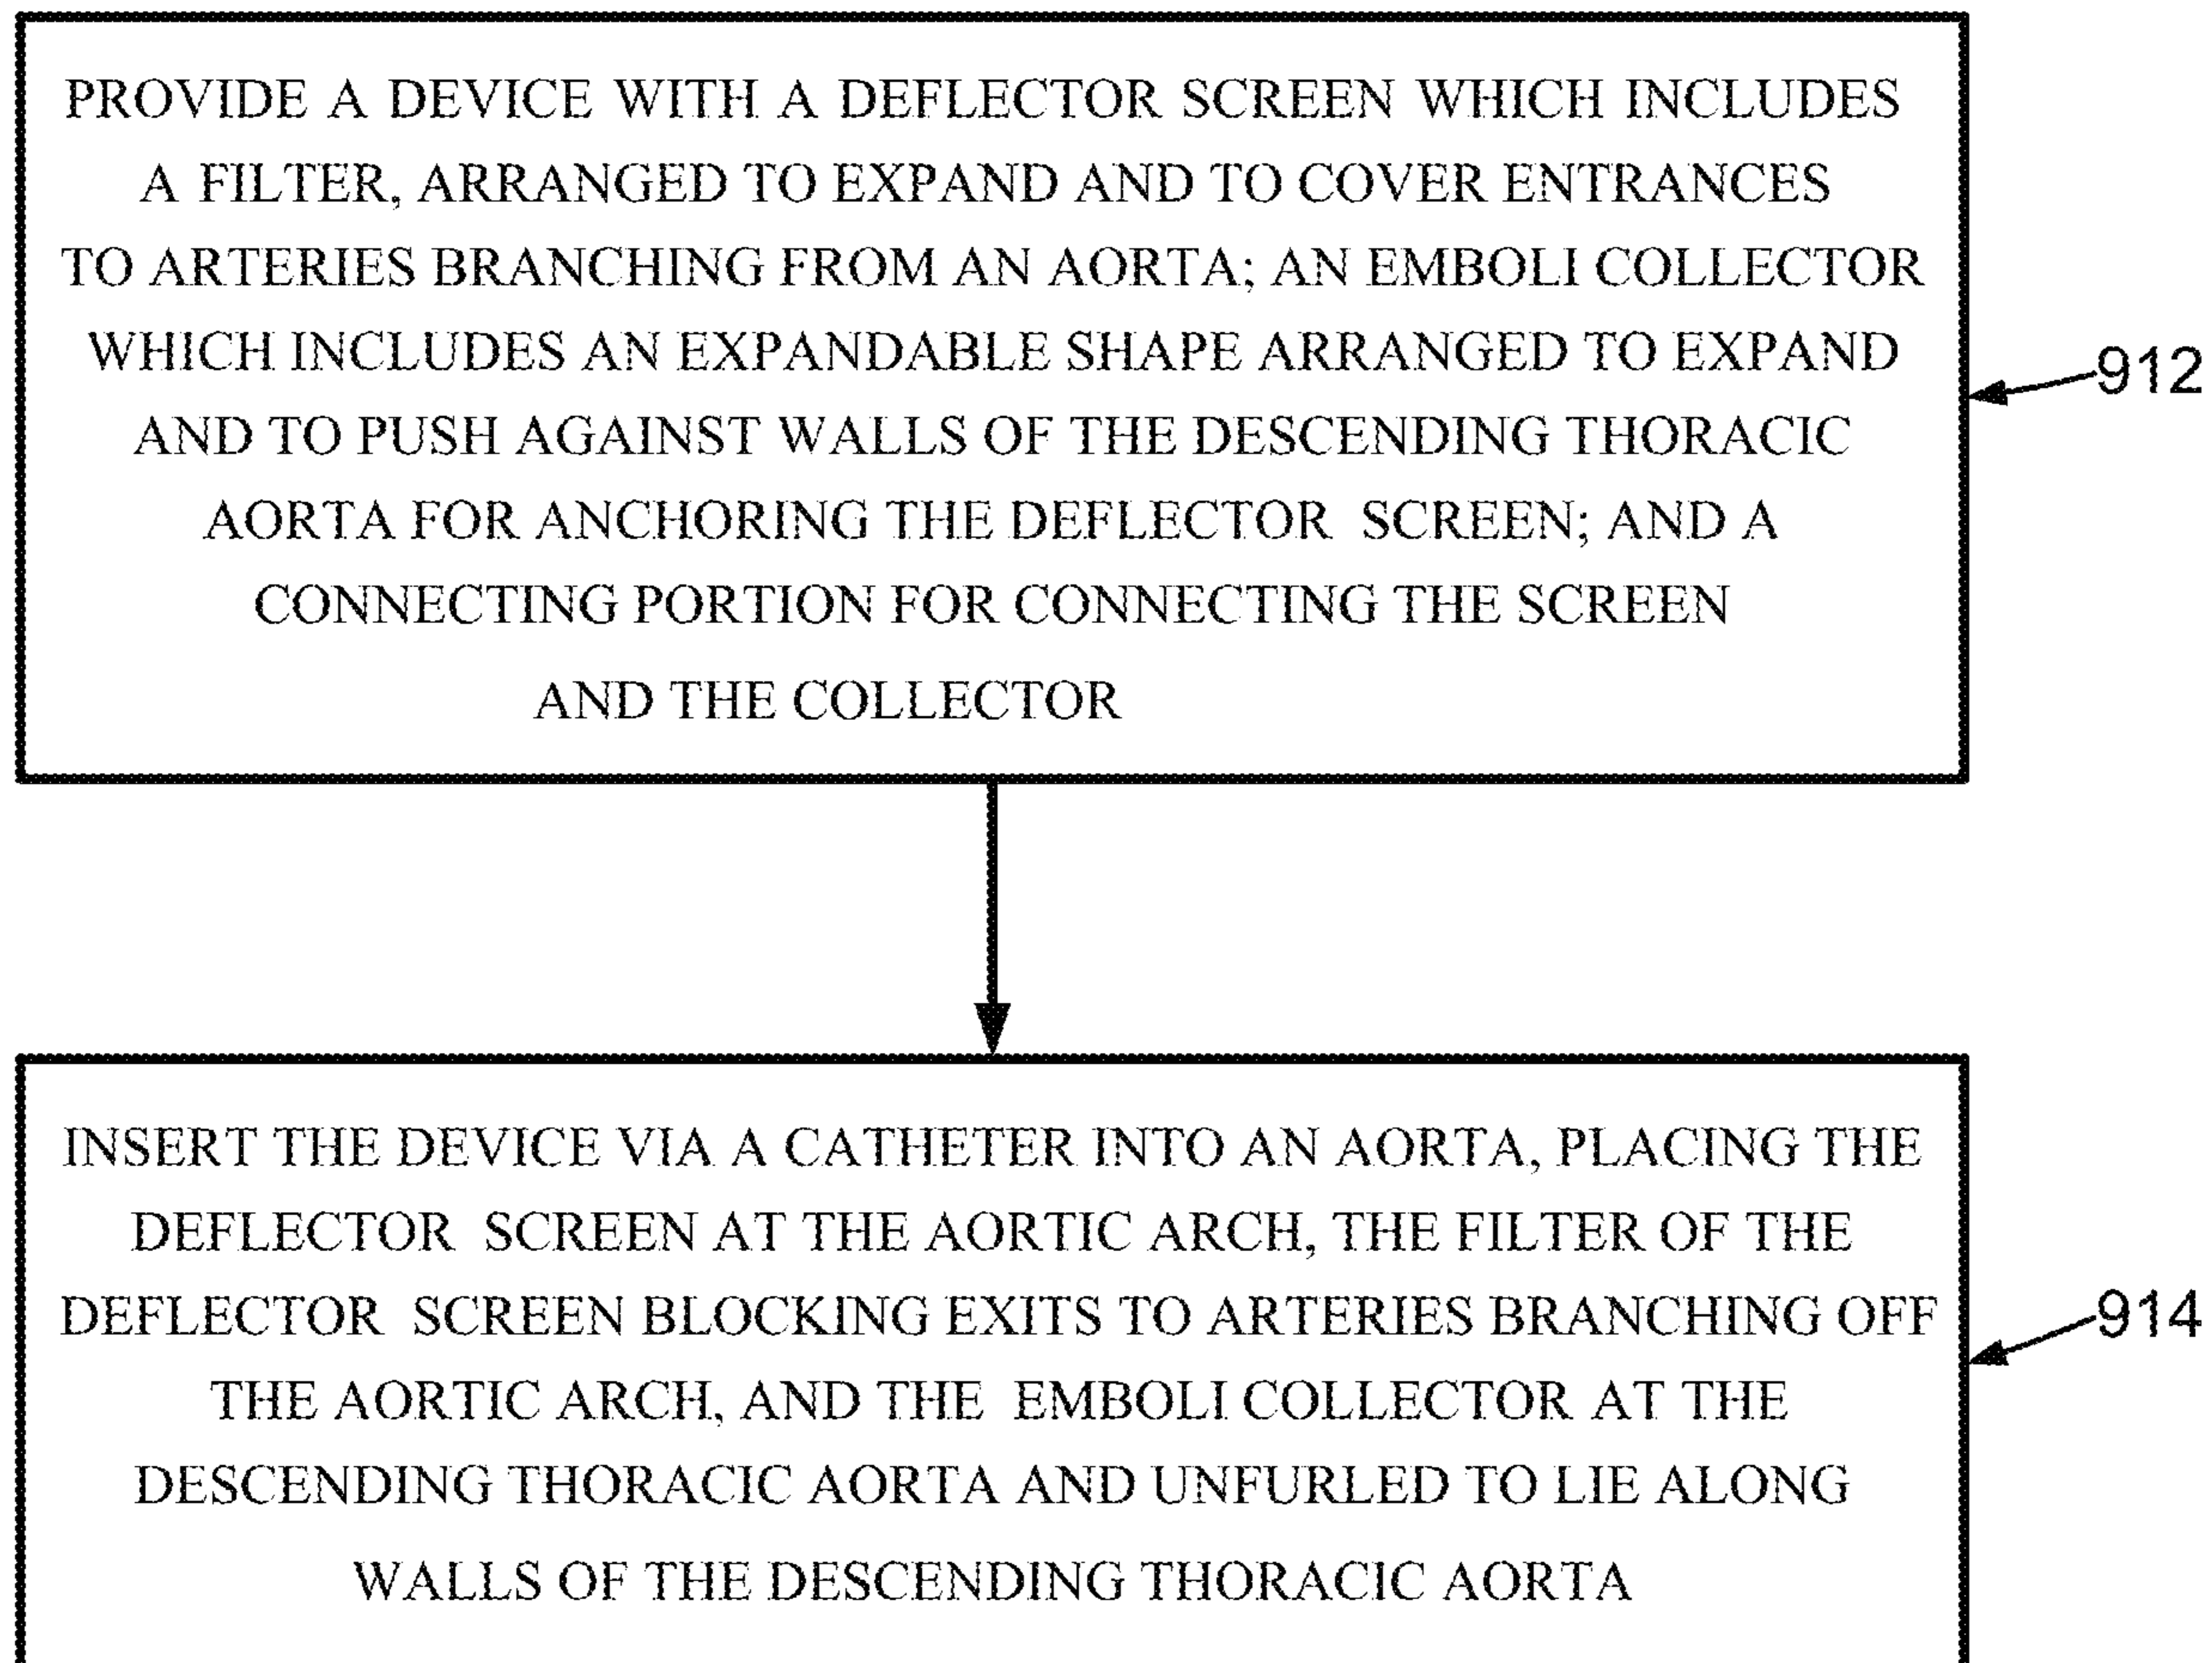 PROVIDE A DEVICE WITH A DEFLECTOR SCREEN WHICH INCLUDES
A FILTER, ARRANGED TO EXPAND AND TO COVER ENTRANCES
TO ARTERIES BRANCHING FROM AN AORTA; AN EMBOLI COLLECTOR
WHICH INCLUDES AN EXPANDABLE SHAPE ARRANGED TO EXPAND
AND TO PUSH AGAINST WALLS OF THE DESCENDING THORACIC
AORTA FOR ANCHORING THE DEFLECTOR SCREEN; AND A
CONNECTING PORTION FOR CONNECTING THE SCREEN
AND THE COLLECTOR
912
INSERT THE DEVICE VIA A CATHETER INTO AN AORTA, PLACING THE
DEFLECTOR SCREEN AT THE AORTIC ARCH, THE FILTER OF THE
DEFLECTOR SCREEN BLOCKING EXITS TO ARTERIES BRANCHING OFF
THE AORTIC ARCH, AND THE EMBOLI COLLECTOR AT THE
DESCENDING THORACIC AORTA AND UNFURLED TO LIE ALONG
WALLS OF THE DESCENDING THORACIC AORTA
914